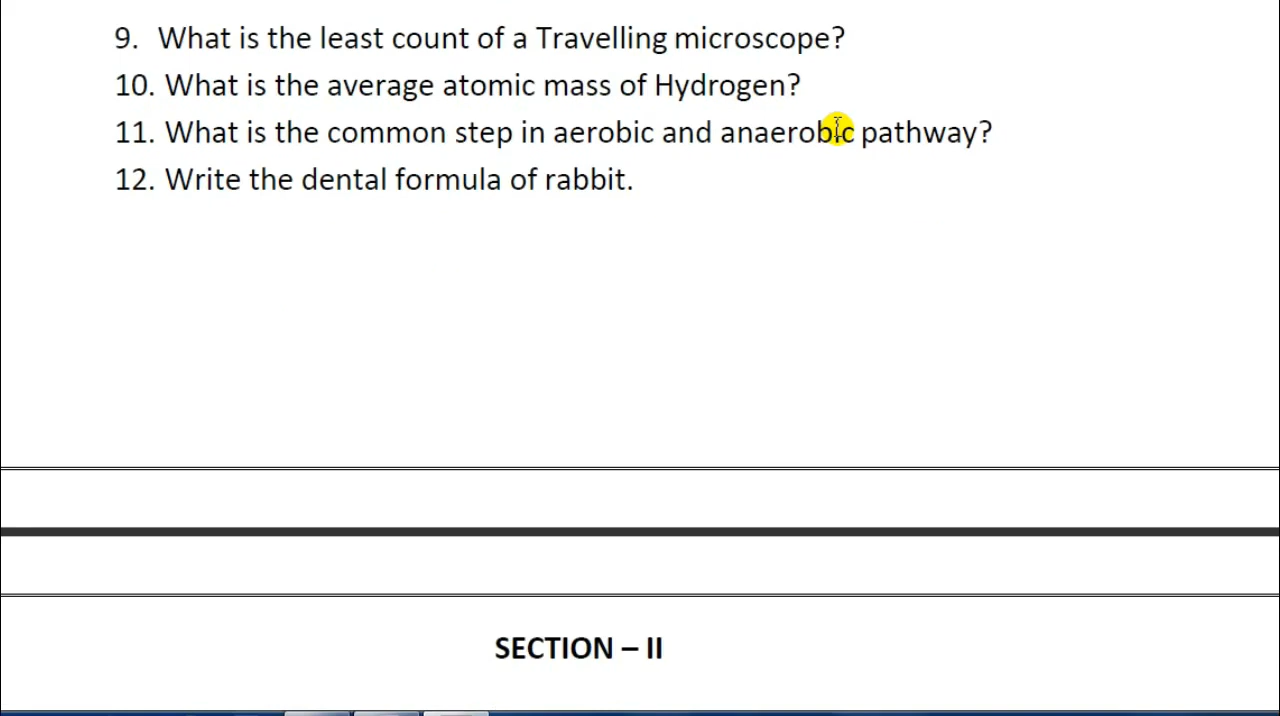 9. What is the least count of a Travelling microscope?
10. What is the average atomic mass of Hydrogen?
11. What is the common step in aerobic and anaerobic pathway?
12. Write the dental formula of rabbit.
SECTION – II